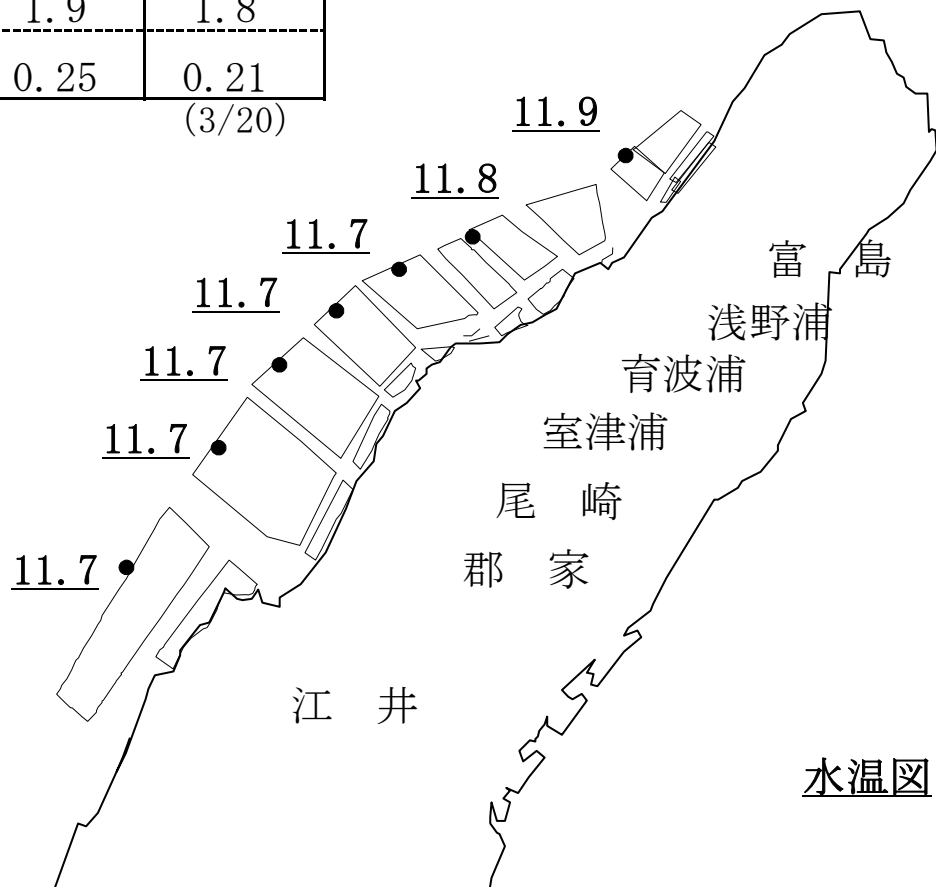 1.9 1.8
0.25 0.21
(3/20)
11.9
11.8
11.7
富 島
11.7
浅野浦
11.7
育波浦
11.7
室津浦
尾 崎
11.7
郡 家
江 井
水温図